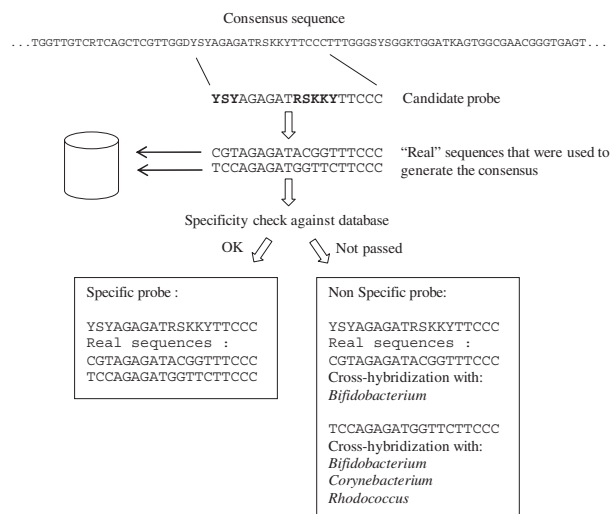 Consensus sequence
...TGGTTGTCRTCAGCTCGTTGGDYSYAGAGATRSKKYTTCCCTTTGGGSYSGGKTGGATKAGTGGCGAACGGGTGAGT...
YSYAGAGATRSKKYTTCCC Candidate probe
CGTAGAGATACGGTTTCCC
TCCAGAGATGGTTCTTCCC
“Real” sequences that were used to
generate the consensus
Specificity check against database
OK Not passed
Specific probe :
YSYAGAGATRSKKYTTCCC
Real sequences :
CGTAGAGATACGGTTTCCC
TCCAGAGATGGTTCTTCCC
Non Specific probe:
YSYAGAGATRSKKYTTCCC
Real sequences :
CGTAGAGATACGGTTTCCC
Cross-hybridization with:
Bifidobacterium
TCCAGAGATGGTTCTTCCC
Cross-hybridization with:
Bifidobacterium
Corynebacterium
Rhodococcus